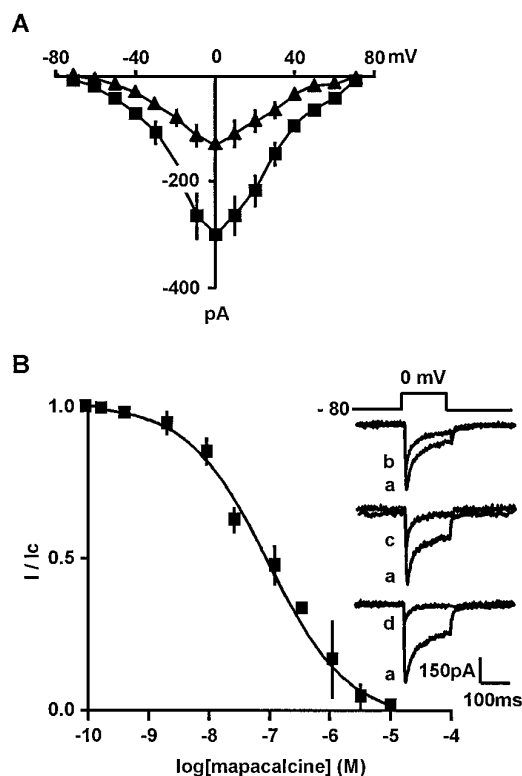 A
-80 -40 0 40 80 mV
-200
-400
pA
B
0 mV
- 80
1.0
b
a
c
a
0.5
I / Ic
d
a
150pA
100ms
0.0
-10 -9 -8 -7 -6 -5 -4
log[mapacalcine] (M)